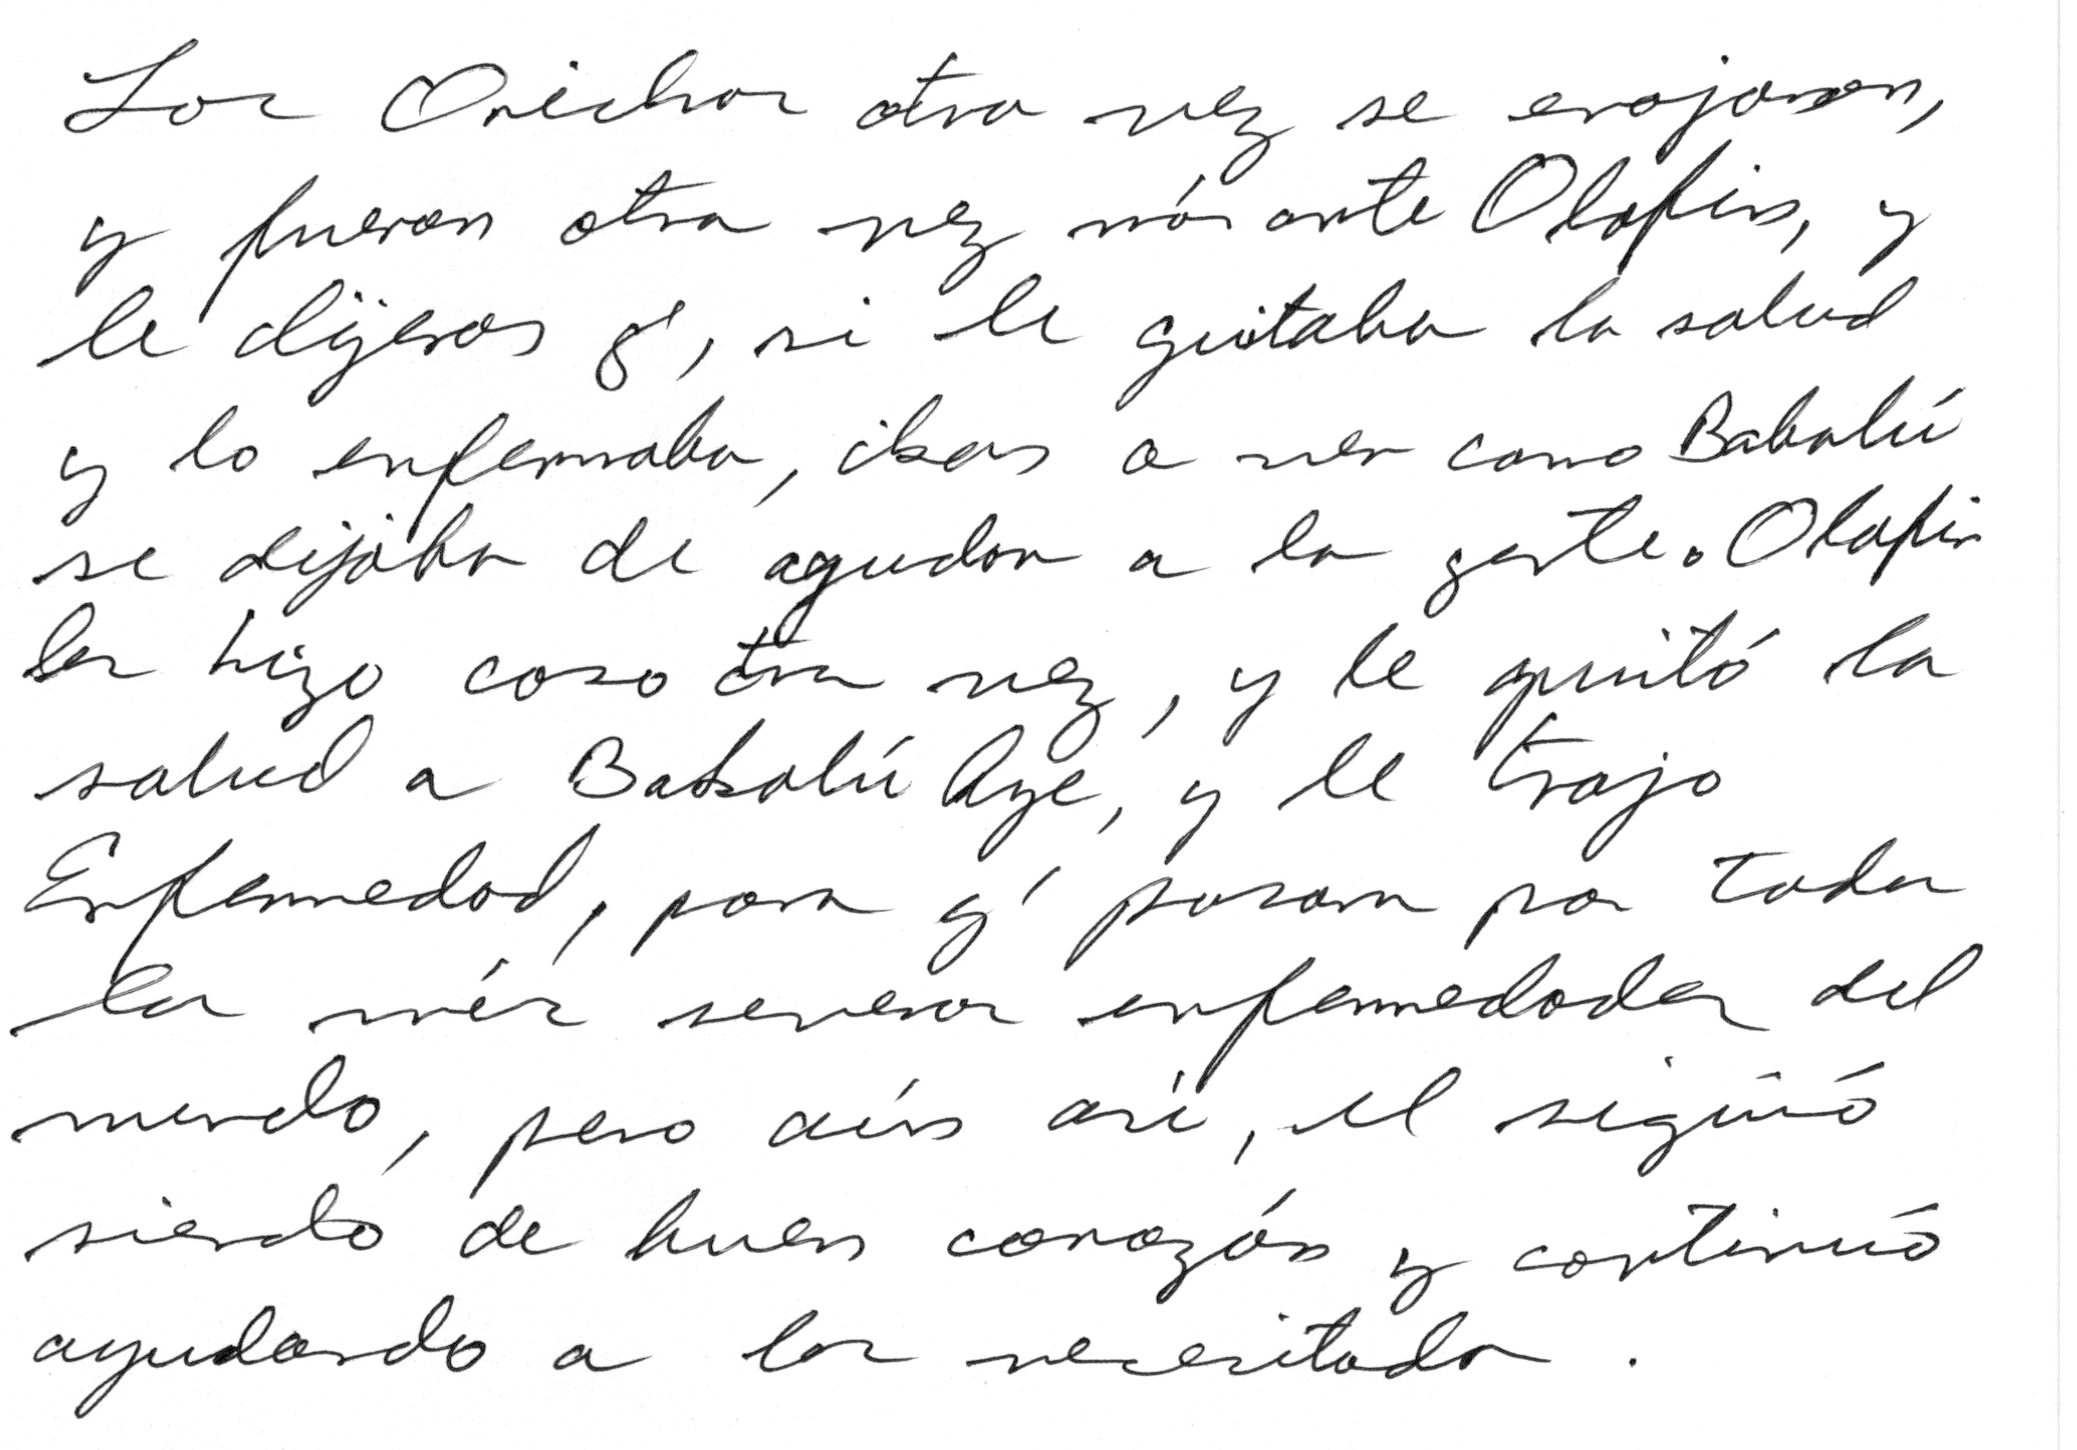 Los Orichas otra vez se enojaron,
y fueron otra vez más ante Olofin, y
le dijeron q', si le quitaba la salud
y lo enfermaba, iban a ver como Babalú
se dijaba de ayudar a la gente. Olofin
les hizo caso otra vez, y le quitó la
salud a Babalú Aye, y le trajo
Enfermedad, para q' pasara por todas
las más severas enfermedades del
mundo, pero aún así, el siguió
siendo de buen corazón y continuó
ayudando a los necesitados.